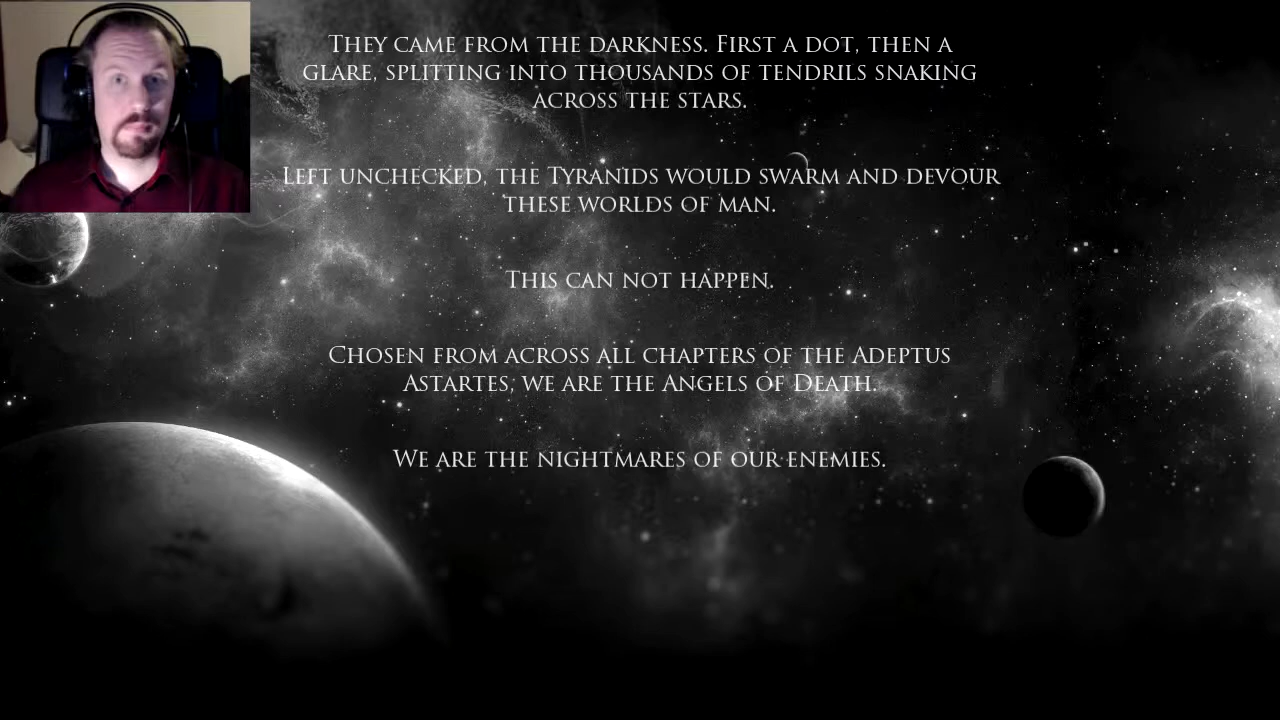 They came from the darkness. First a dot, then a
glare, splitting into thousands of tendrils snaking
across the stars.
Left unchecked, the Tyranids would swarm and devour
these worlds of man.
This can not happen.
Chosen from across all chapters of the Adeptus
Astartes, we are the Angels of Death.
We are the nightmares of our enemies.